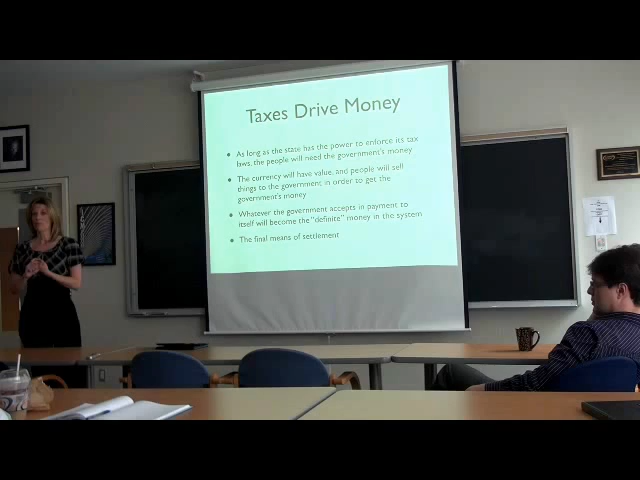 Taxes Drive Money
• As long as the state has the power to enforce its tax
laws, the people will need the government's money
• The currency will have value, and people will sell
things to the government in order to get the
government's money
• Whatever the government accepts in payment to
itself will become the "definite" money in the system
• The final means of settlement